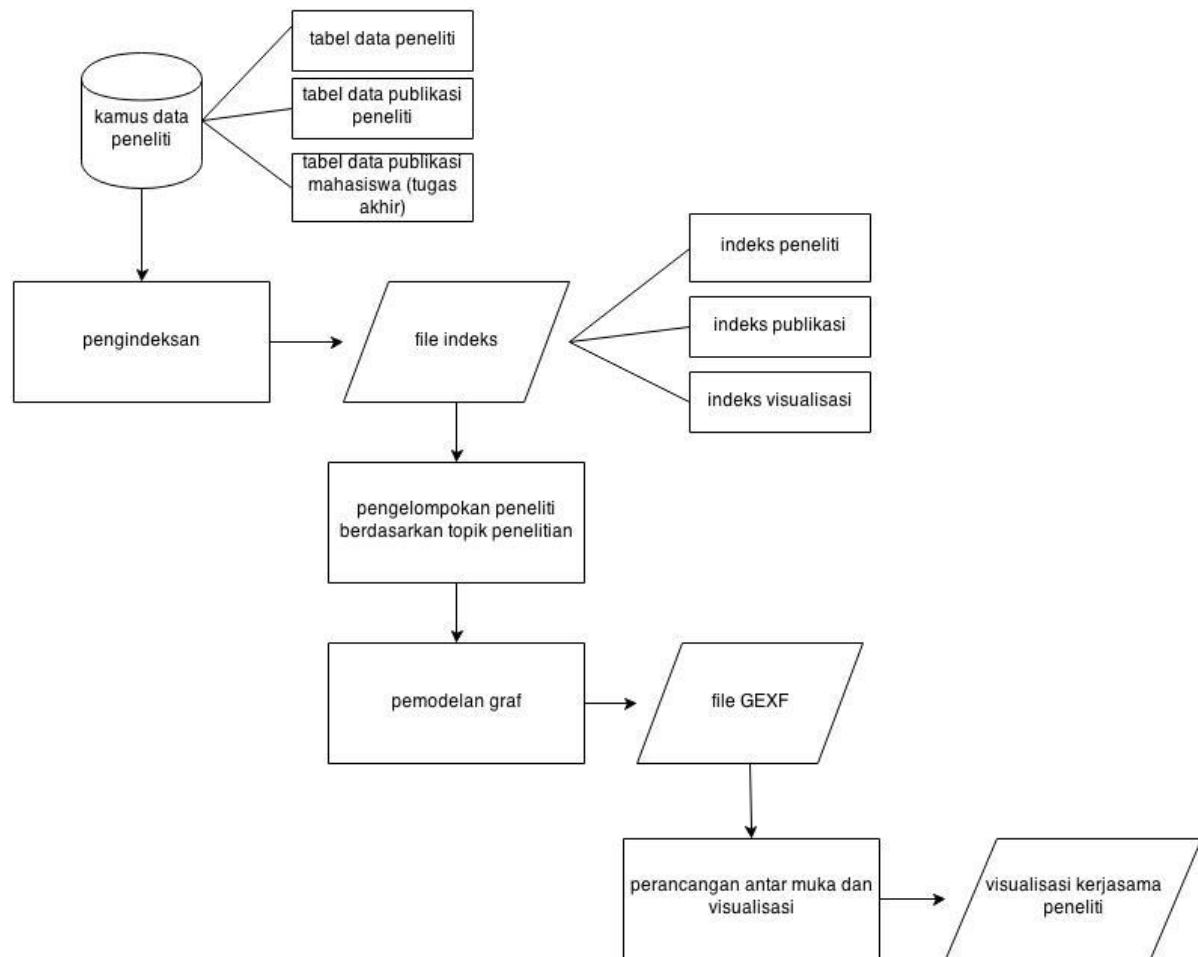 tabel data peneliti
kamus data
peneliti
tabel data publikasi
peneliti
tabel data publikasi
mahasiswa (tugas
akhir)
pengindeksan
file indeks
indeks peneliti
indeks publikasi
indeks visualisasi
pengelompokan peneliti
berdasarkan topik penelitian
pemodelan graf
file GEXF
perancangan antar muka dan
visualisasi
visualisasi kerjasama
peneliti